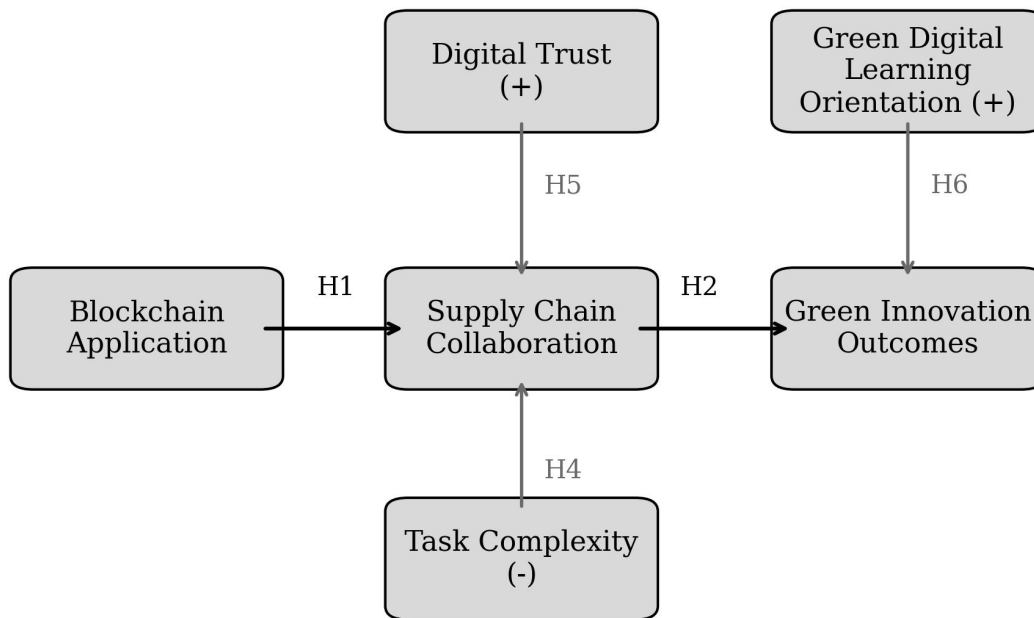 Digital Trust
(+)
Green Digital
Learning
Orientation (+)
H5
H6
Blockchain
Application
H1
Supply Chain
Collaboration
H2
Green Innovation
Outcomes
H4
Task Complexity
(-)